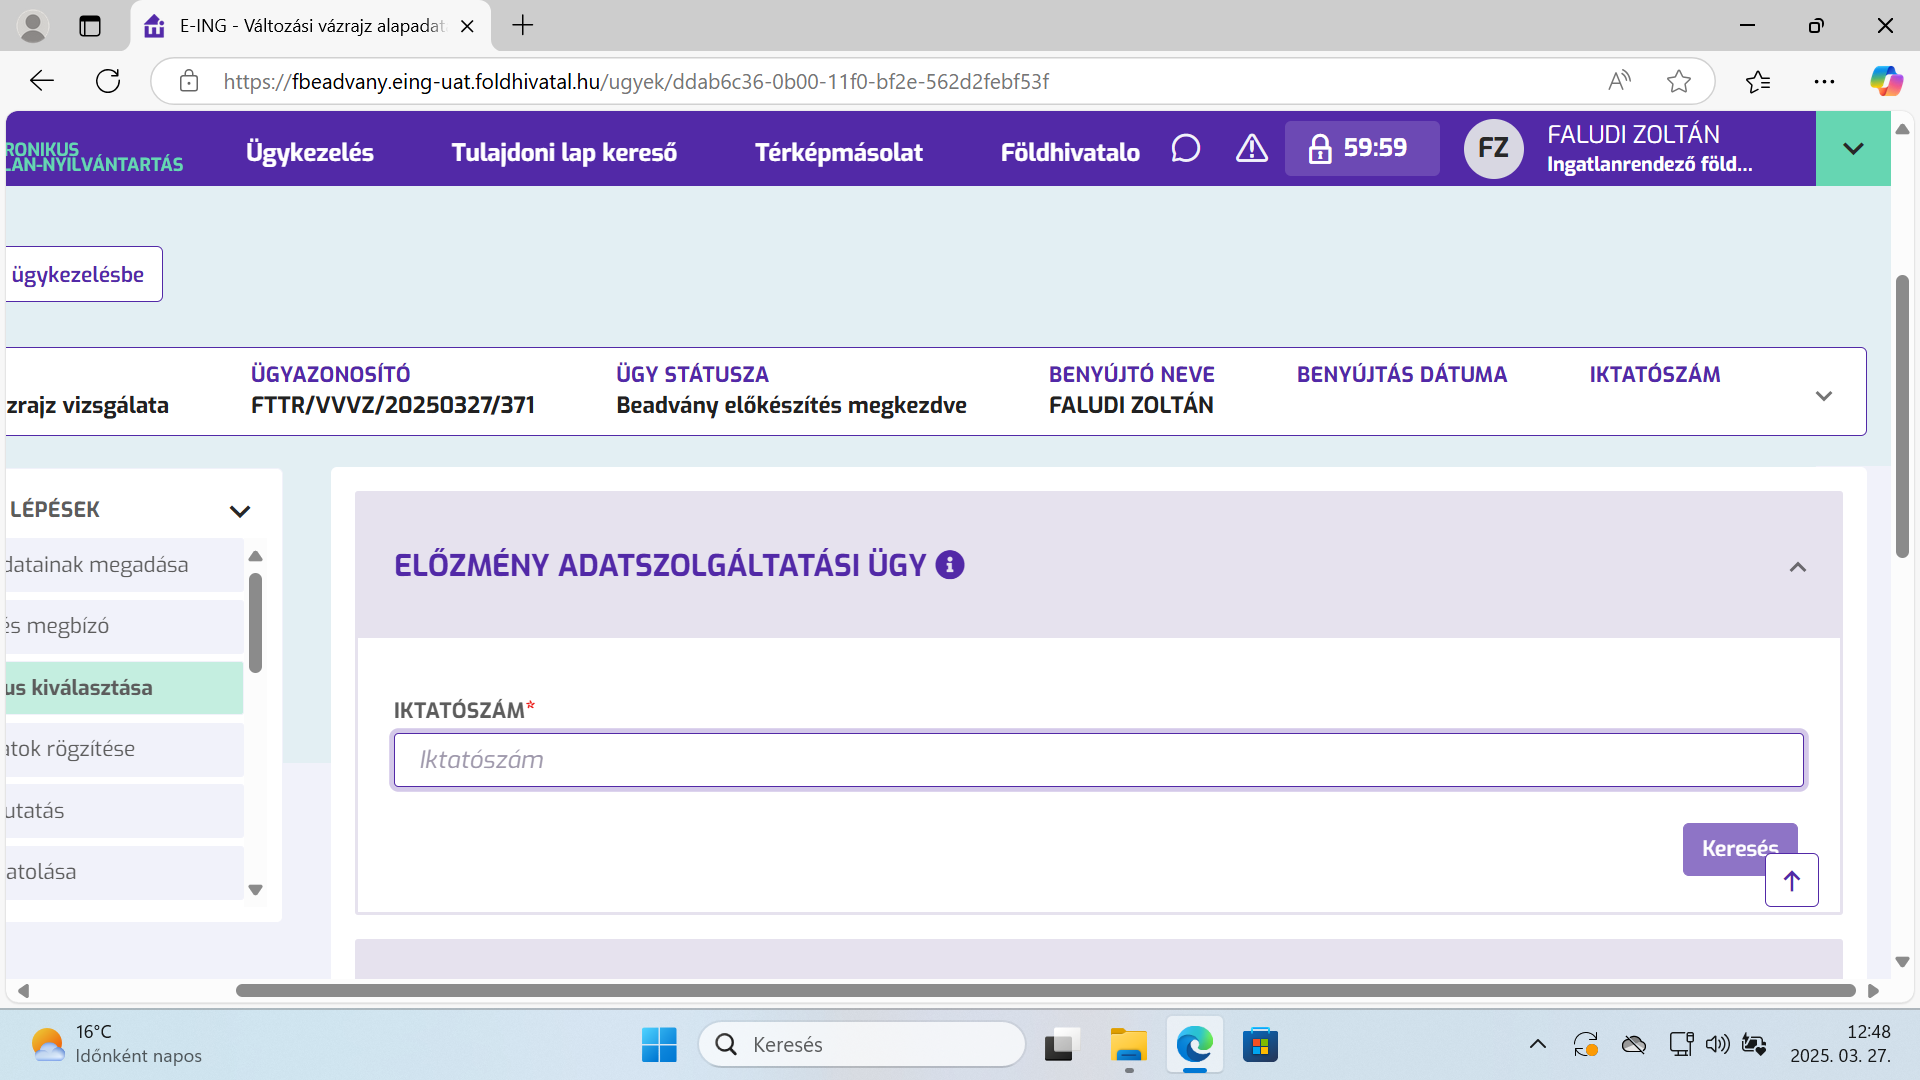 E-ING - Változási vázrajz alapadat
https://fbeadvany.eing-uat.foldhivatal.hu/ugyek/ddab6c36-0b00-11f0-bf2e-562d2febf53f
RONIKUS
LAN-NYILVÁNTARTÁS
Ügykezelés
Tulajdoni lap kereső
Térképmásolat
Földhivatalo
59:59
FZ
FALUDI ZOLTÁN
Ingatlanrendező föld...
ügykezelésbe
zrajz vizsgálata
ÜGYAZONOSÍTÓ
FTTR/VVVZ/20250327/371
ÜGY STÁTUSZA
Beadvány előkészítés megkezdve
BENYÚJTÓ NEVE
FALUDI ZOLTÁN
BENYÚJTÁS DÁTUMA
IKTATÓSZÁM
LÉPÉSEK
datainak megadása
és megbízó
us kiválasztása
atok rögzítése
utatás
atolása
ELŐZMÉNY ADATSZOLGÁLTATÁSI ÜGY
IKTATÓSZÁM*
Iktatószám
Keresés
16°C
Időnként napos
Keresés
12:48
2025. 03. 27.